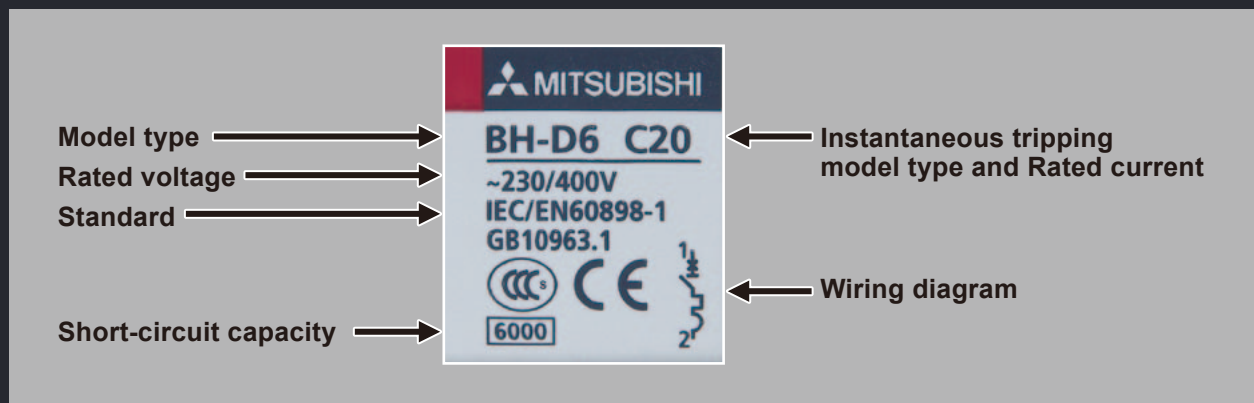 MITSUBISHI
Model type
BH-D6 C20
Instantaneous tripping
model type and Rated current
Rated voltage
~230/400V
Standard
IEC/EN60898-1
GB10963.1
CCC S
CE
1
2
Wiring diagram
Short-circuit capacity
6000